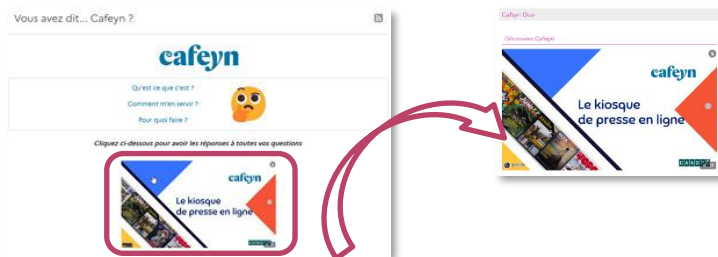 Vous avez dit... Cafeyn ?
cafeyn
Qu'est ce que c'est ?
Comment m'en servir ?
Pour quoi faire ?
Cliquez ci-dessous pour avoir les réponses à toutes vos questions
cafeyn
Le kiosque
de presse en ligne
Cafeyn Duo
Découvrez Cafeyn
cafeyn
Le kiosque
de presse en ligne